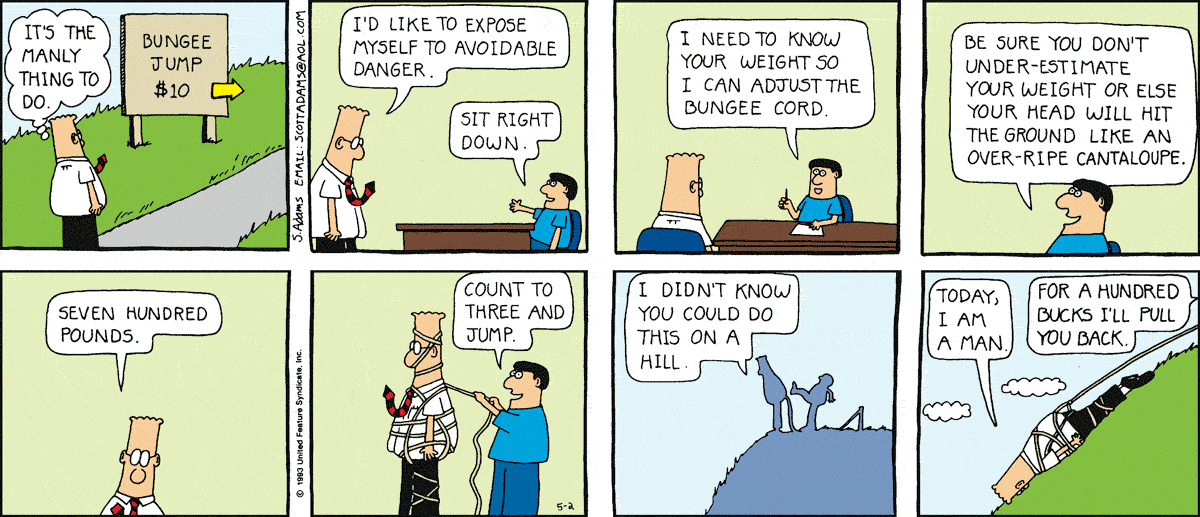 IT'S THE
MANLY
THING TO
DO.
BUNGEE
JUMP
$10
S.Adams EMAIL: SCOTTADAMS@AOL.COM
I'D LIKE TO EXPOSE
MYSELF TO AVOIDABLE
DANGER.
SIT RIGHT
DOWN.
I NEED TO KNOW
YOUR WEIGHT SO
I CAN ADJUST THE
BUNGEE CORD.
BE SURE YOU DON'T
UNDER-ESTIMATE
YOUR WEIGHT OR ELSE
YOUR HEAD WILL HIT
THE GROUND LIKE AN
OVER-RIPE CANTALOUPE.
SEVEN HUNDRED
POUNDS.
© 1993 United Feature Syndicate, Inc.
COUNT TO
THREE AND
JUMP.
5-2
I DIDN'T KNOW
YOU COULD DO
THIS ON A
HILL.
TODAY,
I AM
A MAN.
FOR A HUNDRED
BUCKS I'LL PULL
YOU BACK.